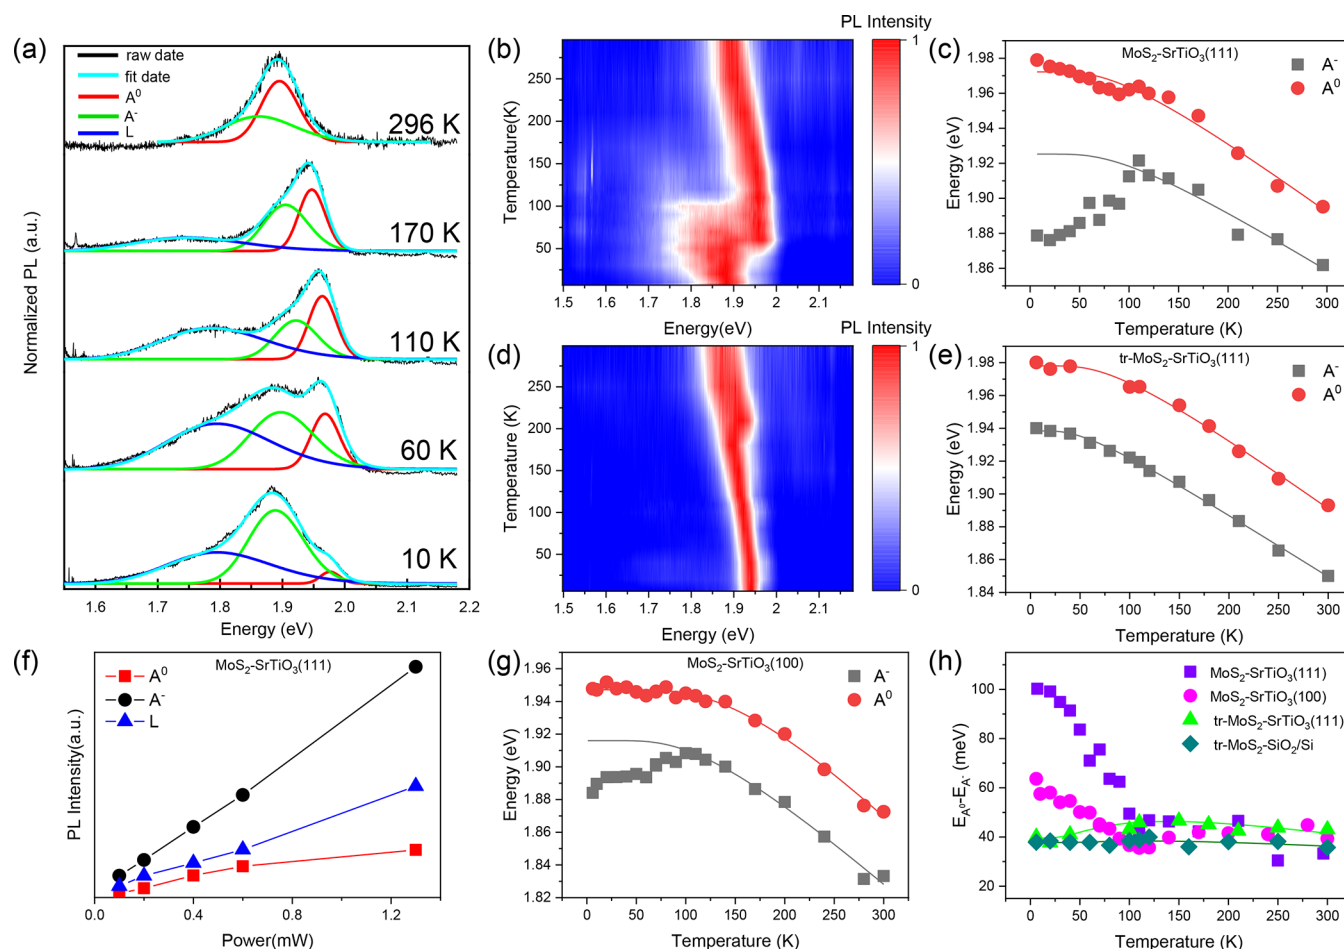 (a)
Normalized PL (a.u.)
raw date
fit date
A⁰
A⁻
L
296 K
170 K
110 K
60 K
10 K
1.6 1.7 1.8 1.9 2.0 2.1 2.2
Energy (eV)
(b)
PL Intensity
1
0
Temperature(K)
250
200
150
100
50
1.5 1.6 1.7 1.8 1.9 2.0 2.1
Energy(eV)
(c)
MoS₂-SrTiO₃(111)
A⁻
A⁰
Energy (eV)
1.98
1.96
1.94
1.92
1.90
1.88
1.86
0 50 100 150 200 250 300
Temperature (K)
(d)
PL Intensity
1
0
Temperature (K)
250
200
150
100
50
1.5 1.6 1.7 1.8 1.9 2.0 2.1
Energy (eV)
(e)
tr-MoS₂-SrTiO₃(111)
A⁻
A⁰
Energy (eV)
1.98
1.96
1.94
1.92
1.90
1.88
1.86
1.84
0 50 100 150 200 250 300
Temperature (K)
(f)
MoS₂-SrTiO₃(111)
A⁰
A⁻
L
PL Intensity(a.u.)
0.0 0.4 0.8 1.2
Power(mW)
(g)
MoS₂-SrTiO₃(100)
A⁻
A⁰
Energy (eV)
1.96
1.94
1.92
1.90
1.88
1.86
1.84
1.82
0 50 100 150 200 250 300
Temperature (K)
(h)
MoS₂-SrTiO₃(111)
MoS₂-SrTiO₃(100)
tr-MoS₂-SrTiO₃(111)
tr-MoS₂-SiO₂/Si
E_A⁰-E_A⁻ (meV)
100
80
60
40
20
0 50 100 150 200 250 300
Temperature (K)